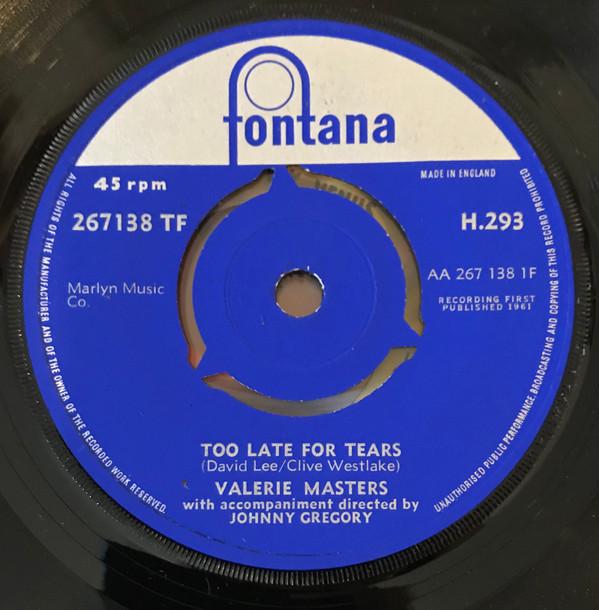 fontana
45 rpm
MADE IN ENGLAND
267138 TF
H.293
AA 267 138 1F
Marlyn Music
Co.
RECORDING FIRST
PUBLISHED 1961
TOO LATE FOR TEARS
(David Lee/Clive Westlake)
VALERIE MASTERS
with accompaniment directed by
JOHNNY GREGORY
ALL RIGHTS OF THE MANUFACTURER AND OF THE OWNER OF THE RECORDED WORK RESERVED.
UNAUTHORISED PUBLIC PERFORMANCE, BROADCASTING AND COPYING OF THIS RECORD PROHIBITED